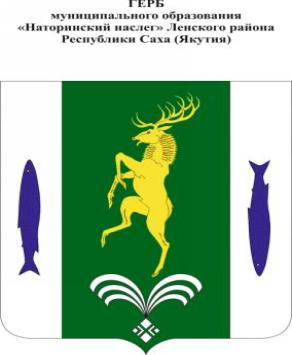 ГЕРБ
муниципального образования
«Наторинский наслег» Ленского района
Республики Саха (Якутия)